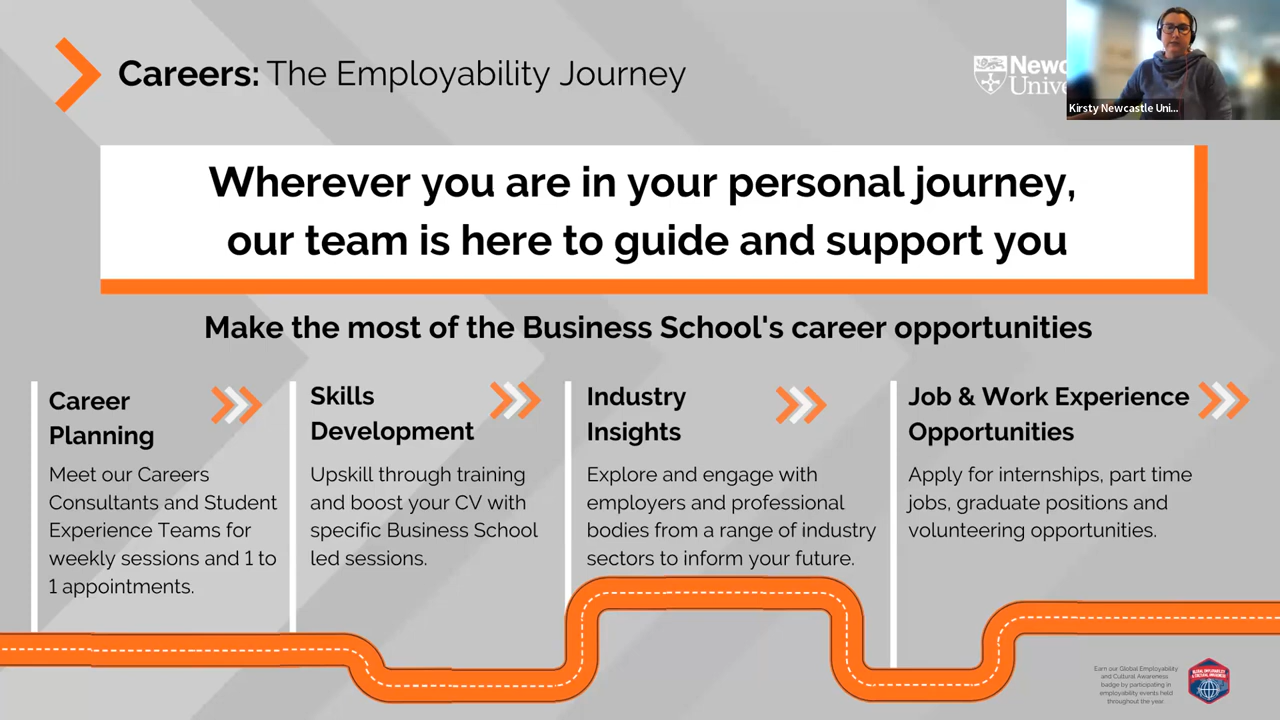 Careers: The Employability Journey
Kirsty Newcastle Uni...
Wherever you are in your personal journey,
our team is here to guide and support you
Make the most of the Business School's career opportunities
Career
Planning
Meet our Careers
Consultants and Student
Experience Teams for
weekly sessions and 1 to
1 appointments.
Skills
Development
Upskill through training
and boost your CV with
specific Business School
led sessions.
Industry
Insights
Explore and engage with
employers and professional
bodies from a range of industry
sectors to inform your future.
Job & Work Experience
Opportunities
Apply for internships, part time
jobs, graduate positions and
volunteering opportunities.
Earn our Global Employability
and Cultural Awareness
badge by participating in
employability events held
throughout the year.
GLOBAL EMPLOYABILITY
& CULTURAL AWARENESS